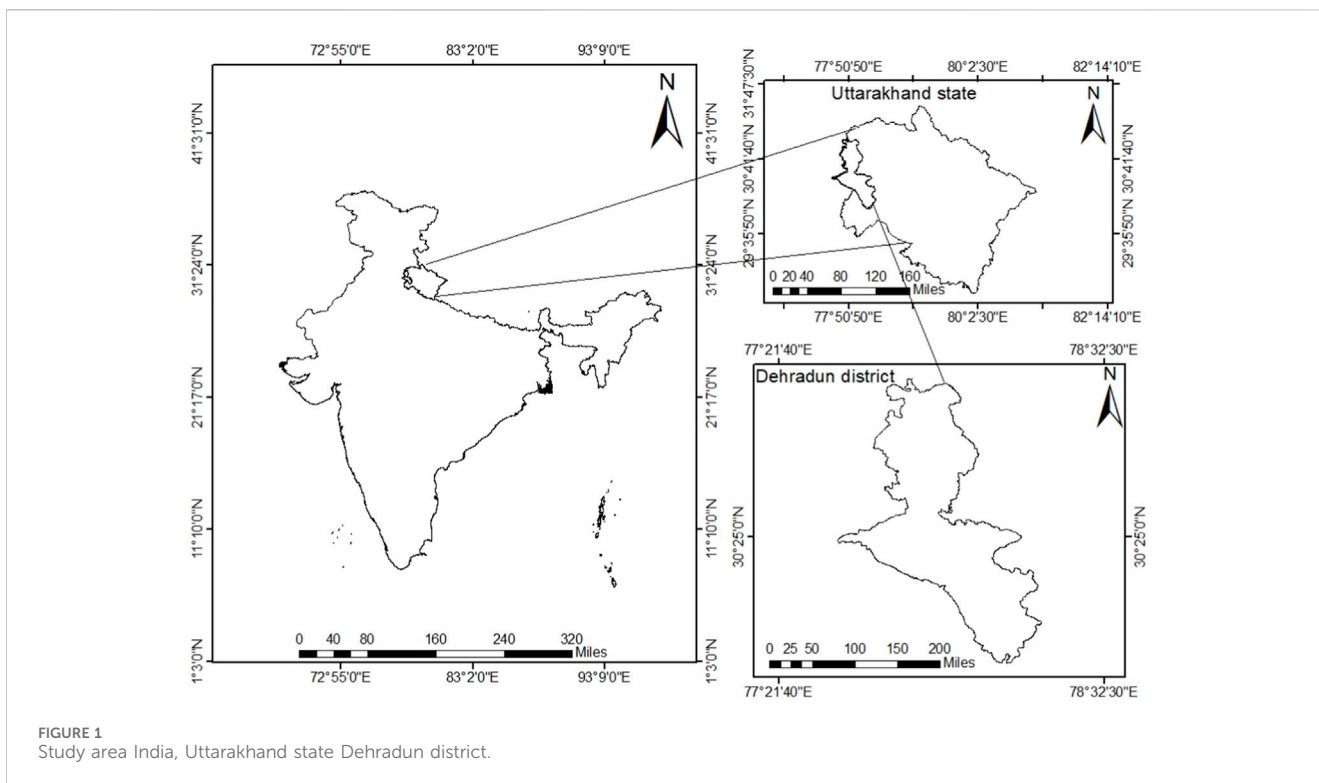 72°55'0"E 83°2'0"E 93°9'0"E
N
41°31'0"N 41°31'0"N
31°24'0"N 31°24'0"N
21°17'0"N 21°17'0"N
11°10'0"N 11°10'0"N
1°3'0"N 1°3'0"N
0 40 80 160 240 320
Miles
72°55'0"E 83°2'0"E 93°9'0"E
77°50'50"E 80°2'30"E 82°14'10"E
Uttarakhand state
N
31°47'30"N
30°41'40"N 30°41'40"N
29°35'50"N 29°35'50"N
0 20 40 80 120 160
Miles
77°50'50"E 80°2'30"E 82°14'10"E
77°21'40"E 78°32'30"E
Dehradun district
N
30°25'0"N 30°25'0"N
0 25 50 100 150 200
Miles
77°21'40"E 78°32'30"E
FIGURE 1
Study area India, Uttarakhand state Dehradun district.